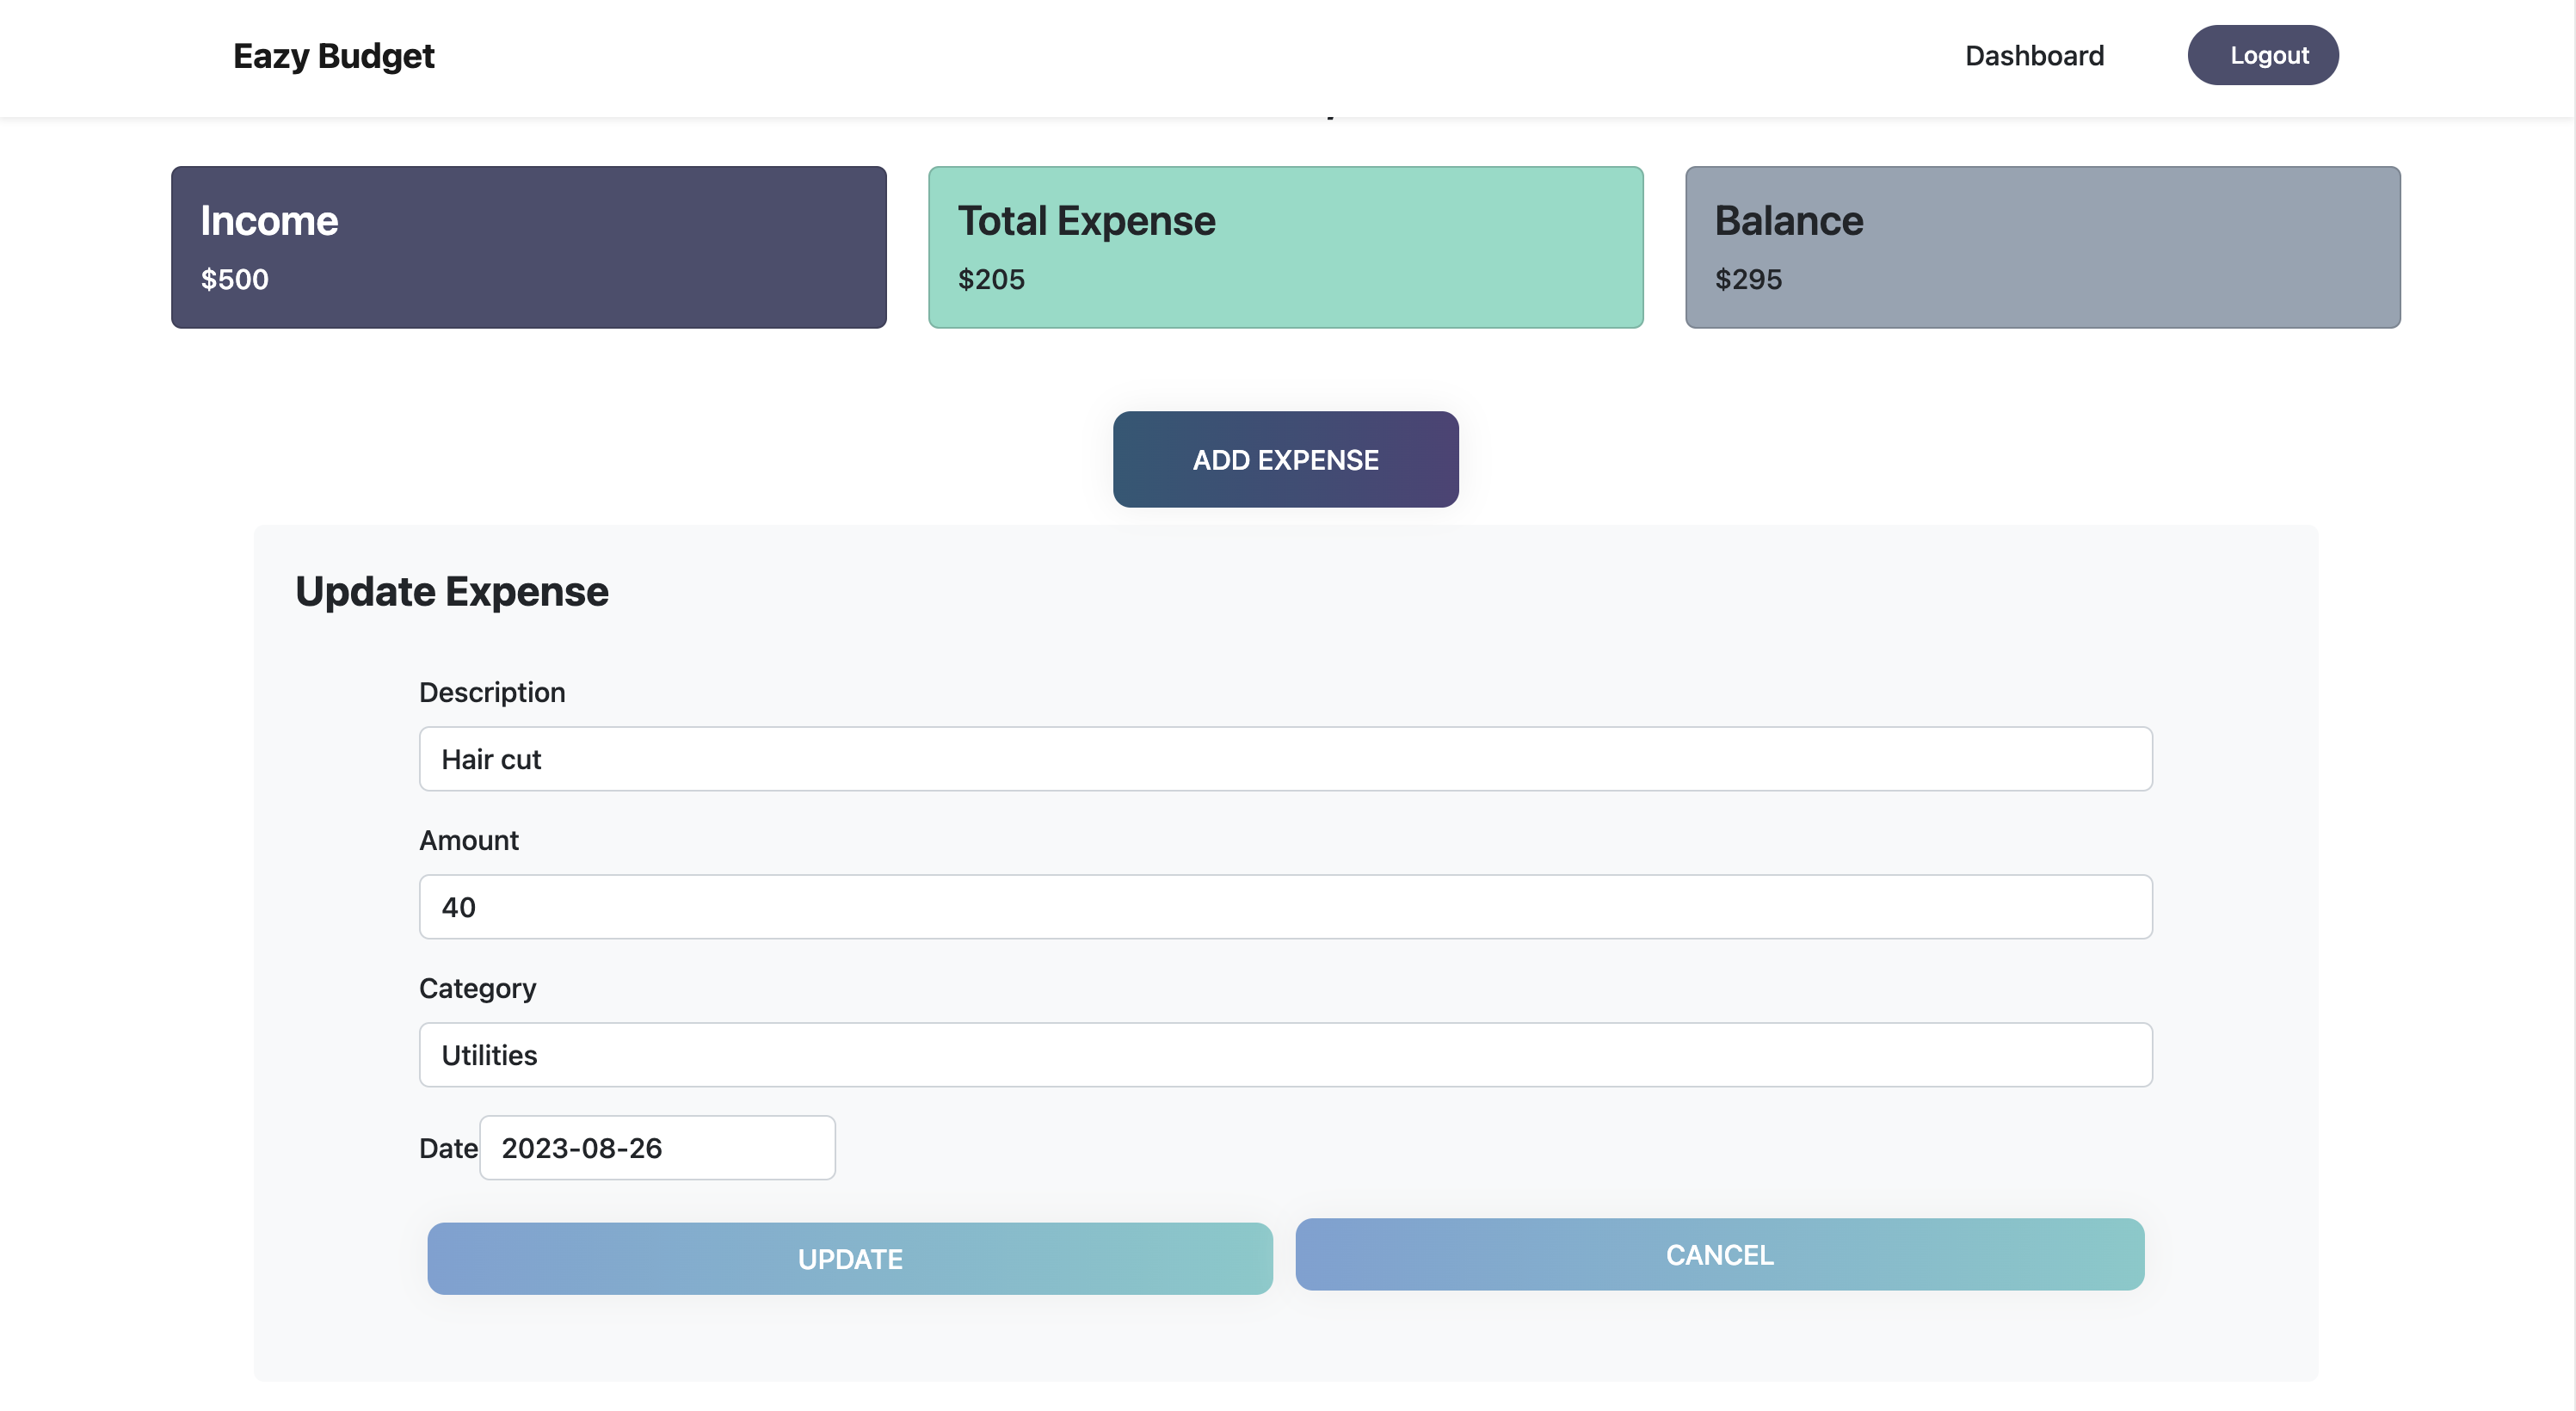 Eazy Budget
Dashboard
Logout
Income
$500
Total Expense
$205
Balance
$295
ADD EXPENSE
Update Expense
Description
Hair cut
Amount
40
Category
Utilities
Date 2023-08-26
UPDATE
CANCEL